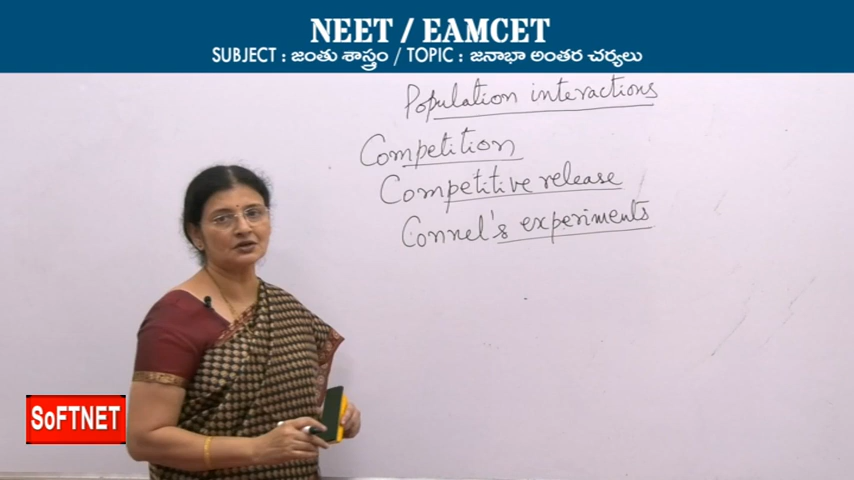 NEET / EAMCET
SUBJECT : జంతు శాస్త్రం / TOPIC : జనాభా అంతర చర్యలు
Population interactions
Competition
Competitive release
Connel's experiments
SoFTNET